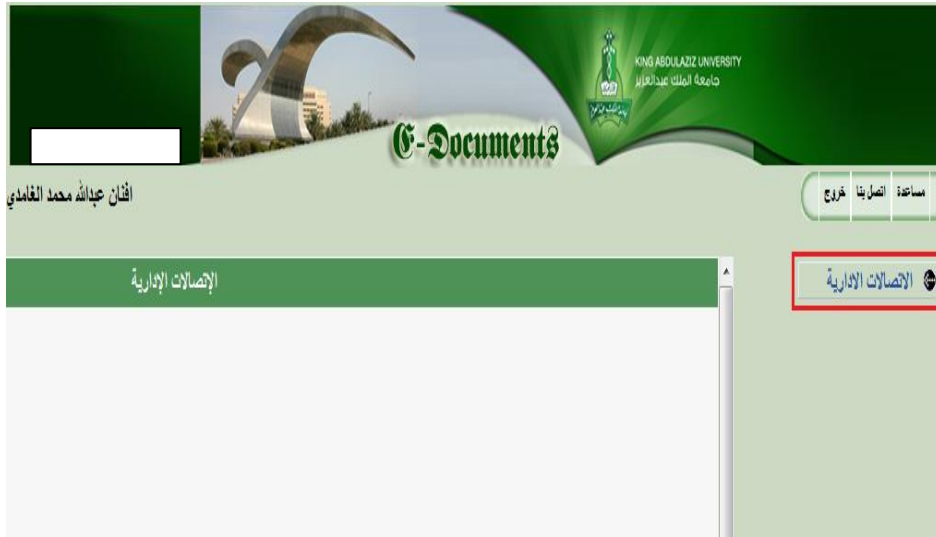 KING ABDULAZIZ UNIVERSITY
جامعة الملك عبدالعزيز
E-Documents
مساعدة اتصل بنا خروج
افنان عبدالله محمد الغامدي
الاتصالات الادارية
الإتصالات الإدارية